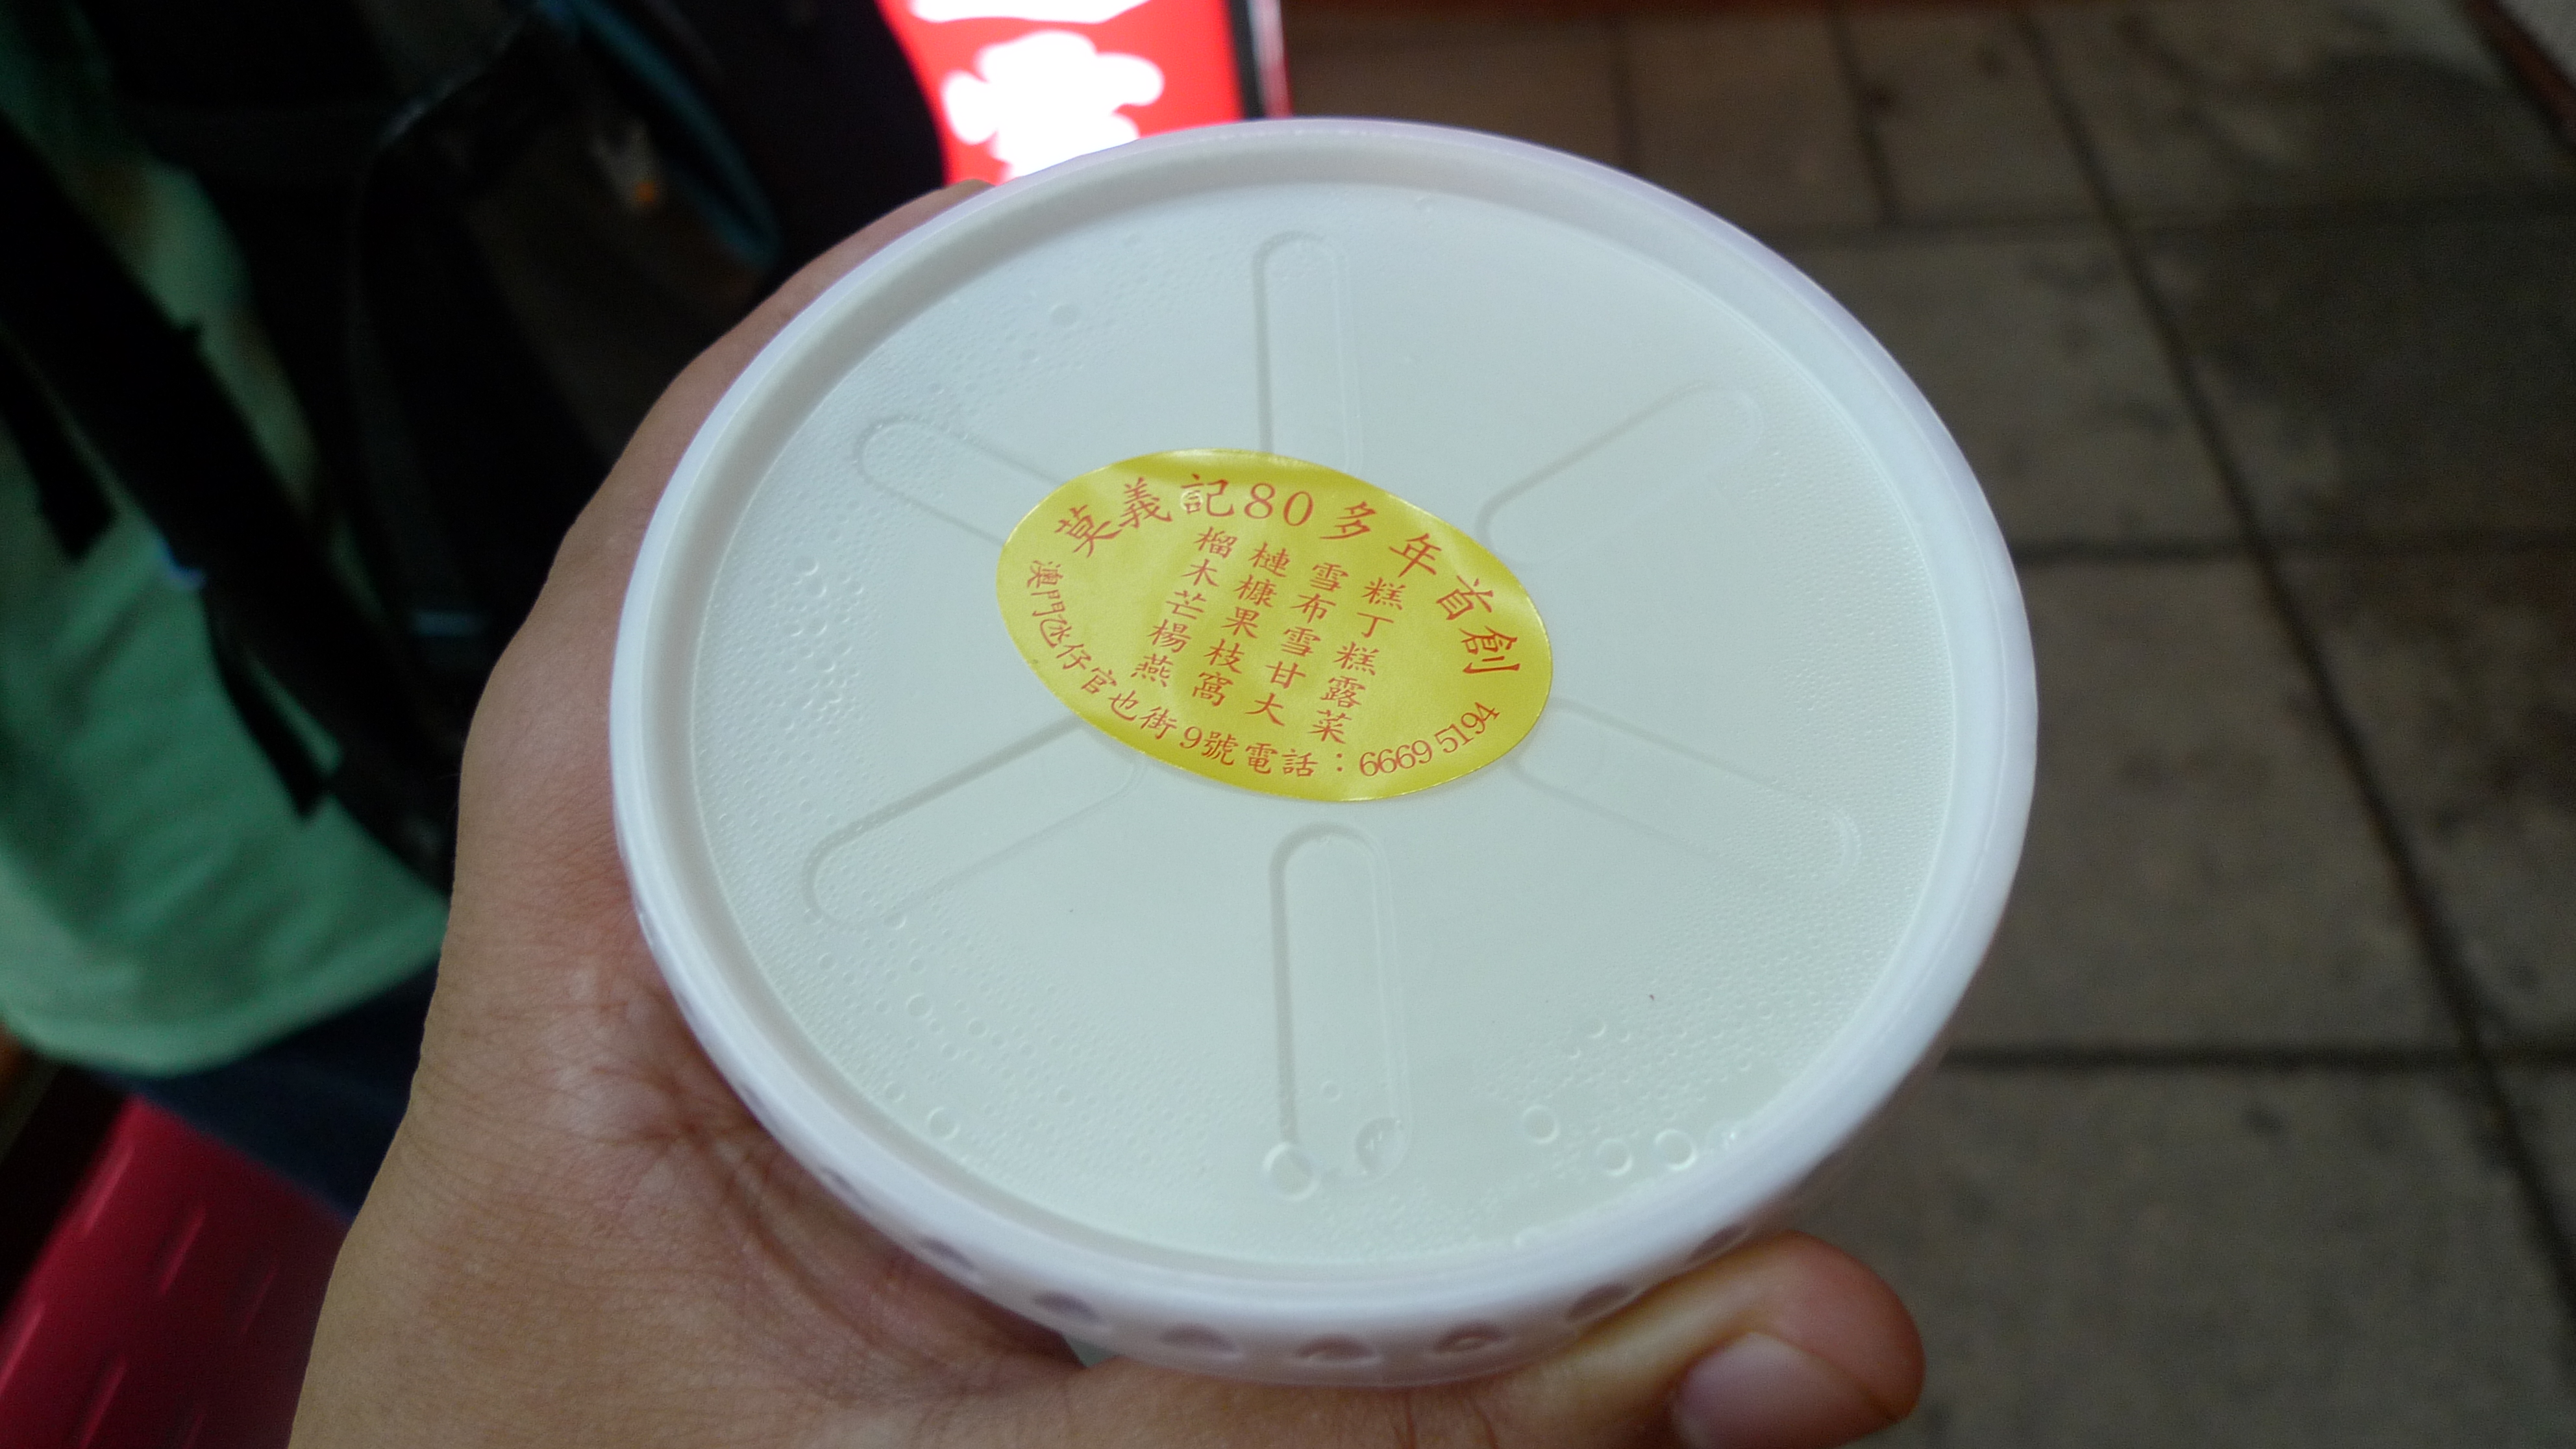 莫義記80多年首創
榴槤雪糕
木糠布丁
芒果雪糕
楊枝甘露
燕窩大菜
澳門氹仔官也街9號電話：6669 5194